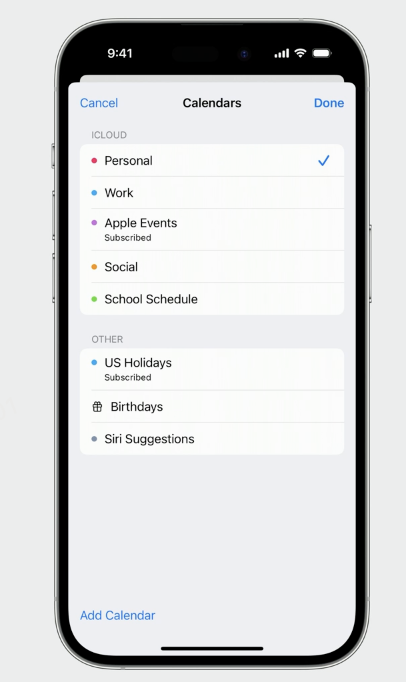 9:41
Cancel
Calendars
Done
ICLOUD
Personal
Work
Apple Events
Subscribed
Social
School Schedule
OTHER
US Holidays
Subscribed
Birthdays
Siri Suggestions
Add Calendar